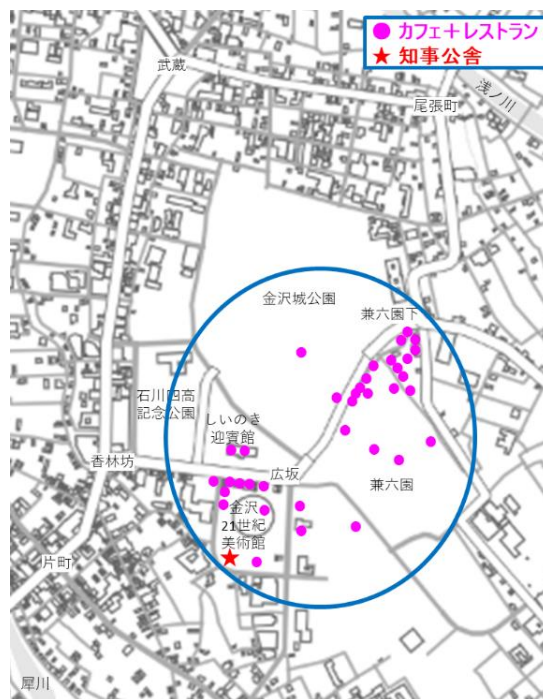 ● カフェ＋レストラン
★ 知事公舎
武蔵
尾張町
浅ノ川
金沢城公園
兼六園下
石川四高
記念公園
しいのき
迎賓館
香林坊
広坂
兼六園
金沢
21世紀
美術館
片町
犀川